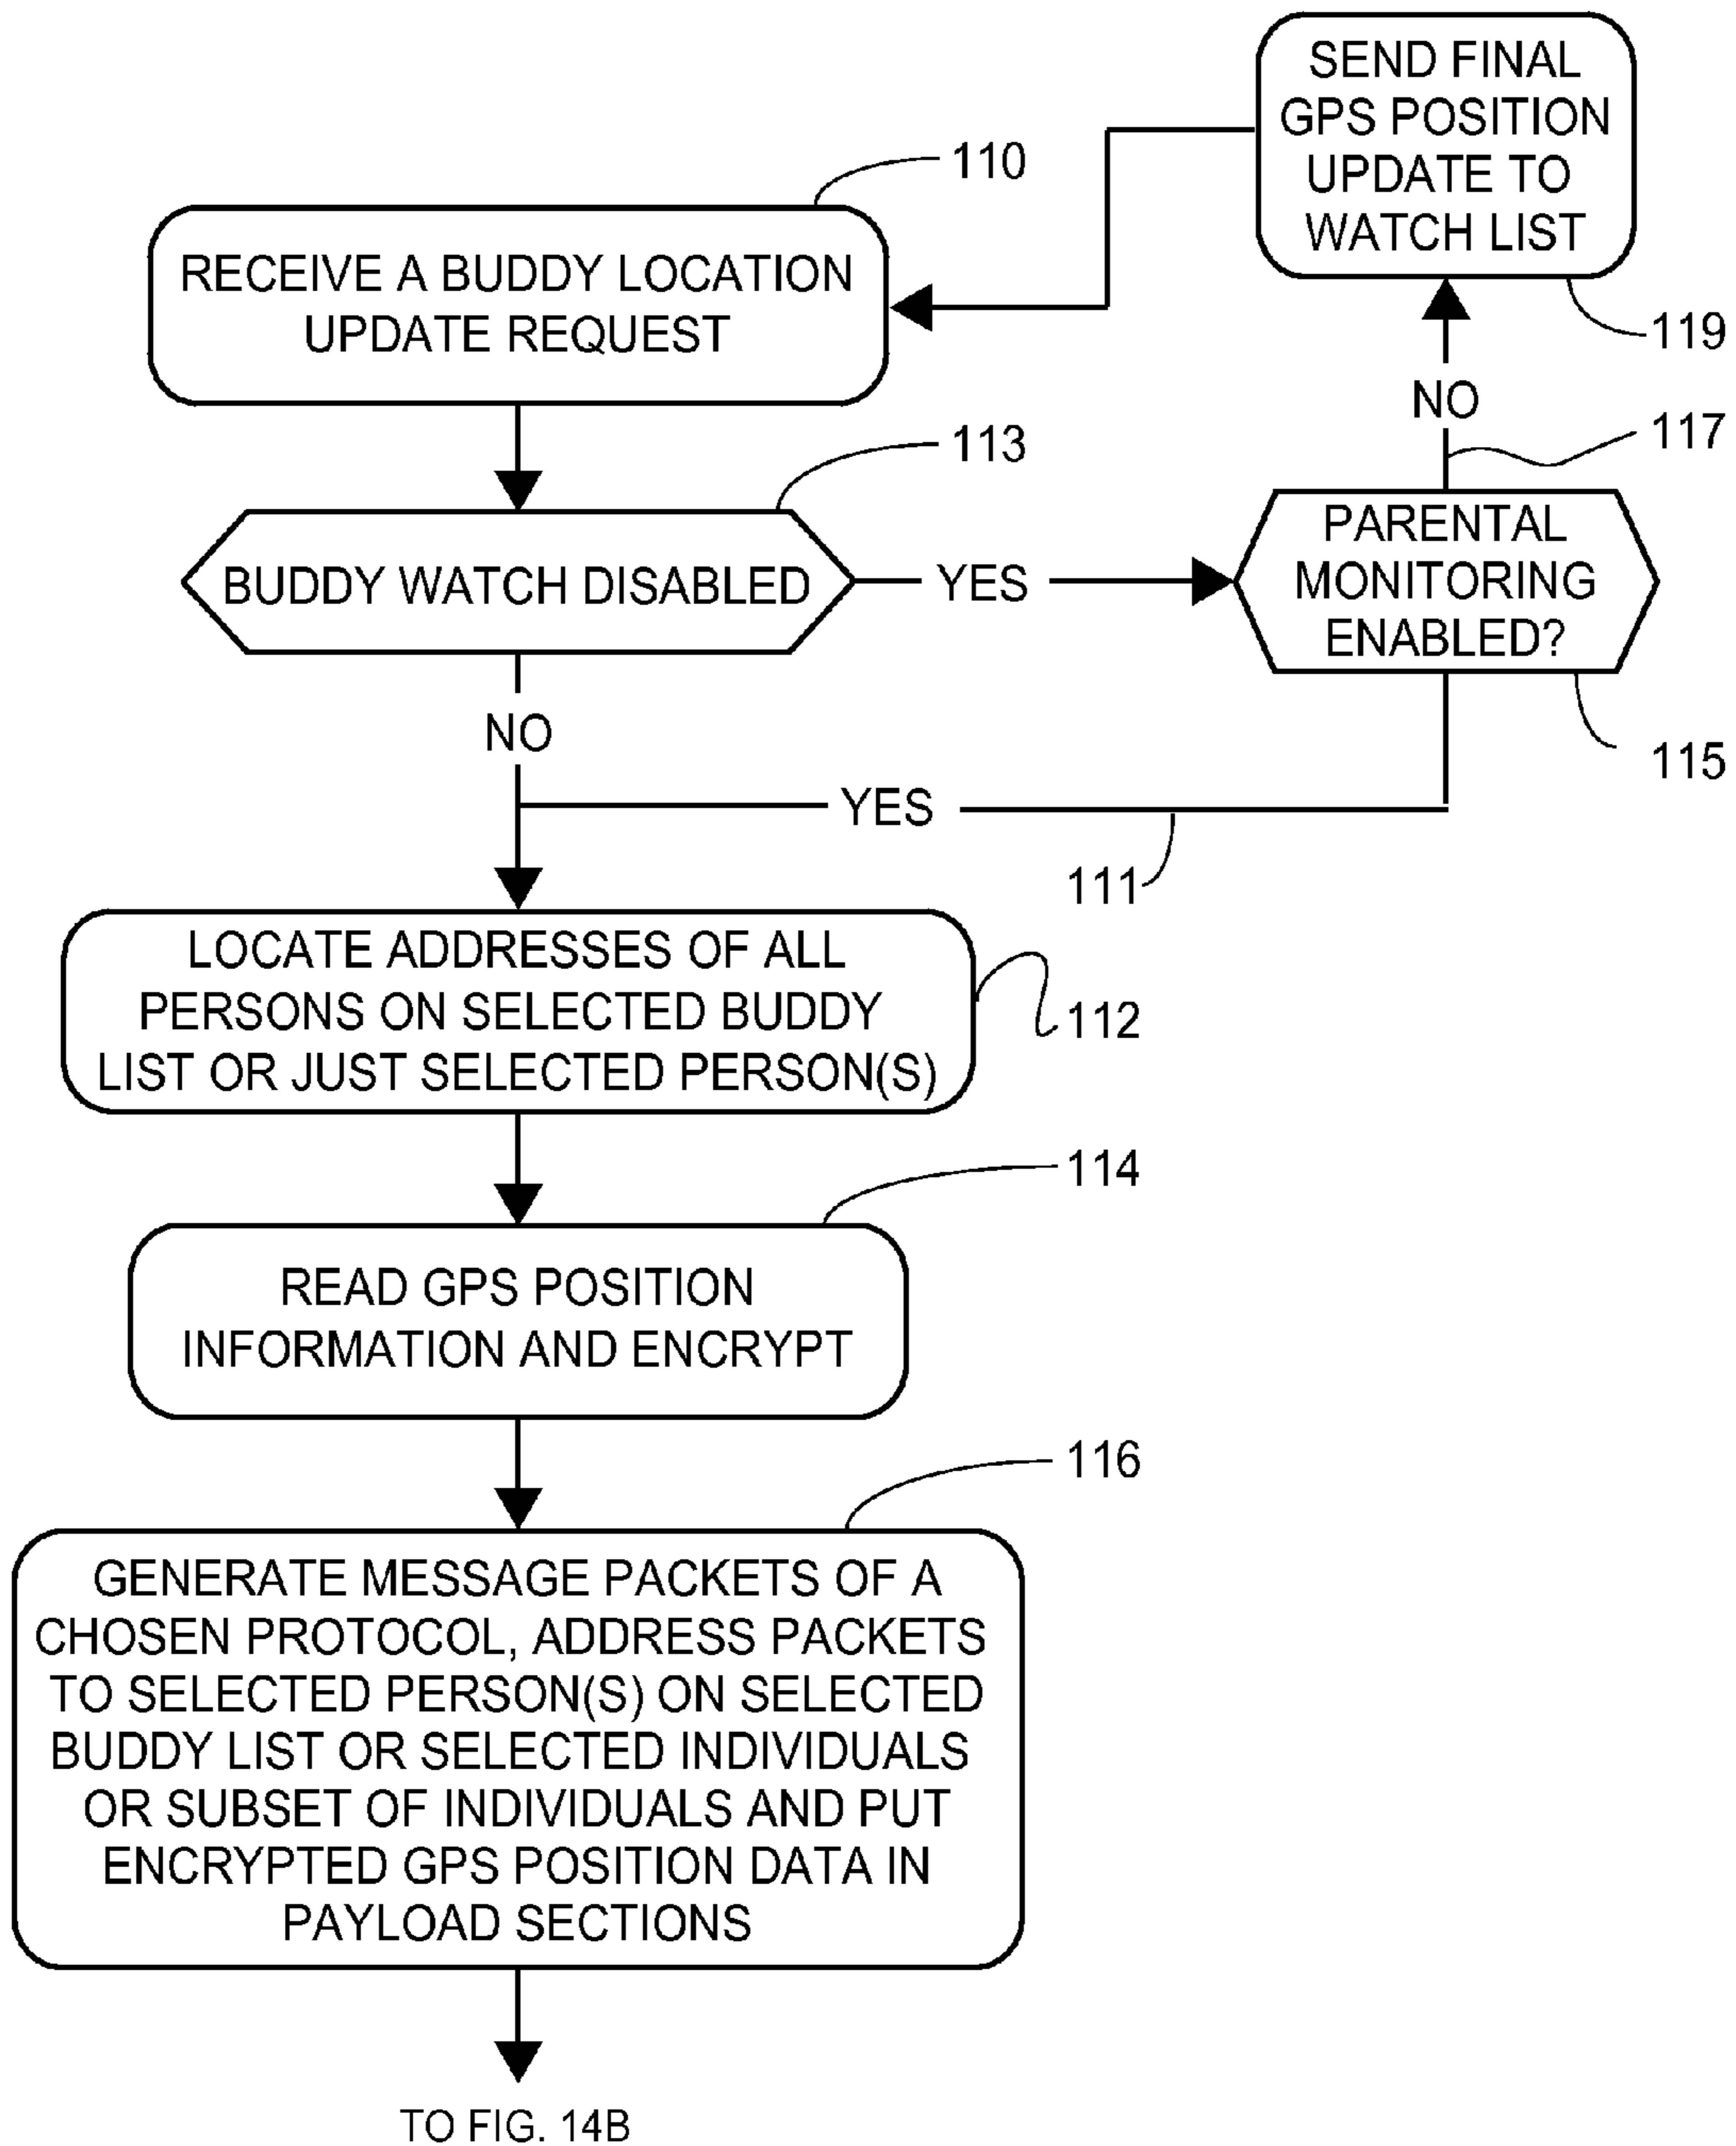 SEND FINAL
GPS POSITION
UPDATE TO
WATCH LIST
119
110
RECEIVE A BUDDY LOCATION
UPDATE REQUEST
NO
117
113
BUDDY WATCH DISABLED
YES
PARENTAL
MONITORING
ENABLED?
115
NO
YES
111
LOCATE ADDRESSES OF ALL
PERSONS ON SELECTED BUDDY
LIST OR JUST SELECTED PERSON(S)
112
114
READ GPS POSITION
INFORMATION AND ENCRYPT
116
GENERATE MESSAGE PACKETS OF A
CHOSEN PROTOCOL, ADDRESS PACKETS
TO SELECTED PERSON(S) ON SELECTED
BUDDY LIST OR SELECTED INDIVIDUALS
OR SUBSET OF INDIVIDUALS AND PUT
ENCRYPTED GPS POSITION DATA IN
PAYLOAD SECTIONS
TO FIG. 14B